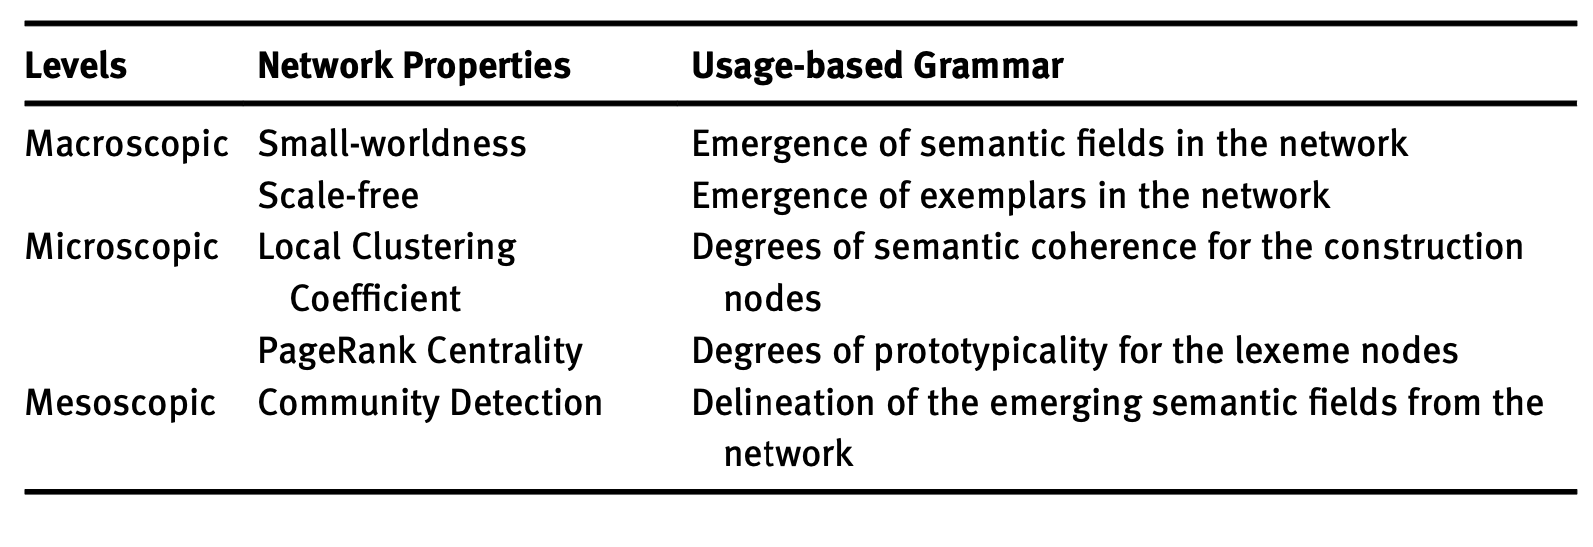 Levels Network Properties Usage-based Grammar
Macroscopic Small-worldness Emergence of semantic fields in the network
Scale-free Emergence of exemplars in the network
Microscopic Local Clustering Degrees of semantic coherence for the construction
Coefficient nodes
PageRank Centrality Degrees of prototypicality for the lexeme nodes
Mesoscopic Community Detection Delineation of the emerging semantic fields from the
network